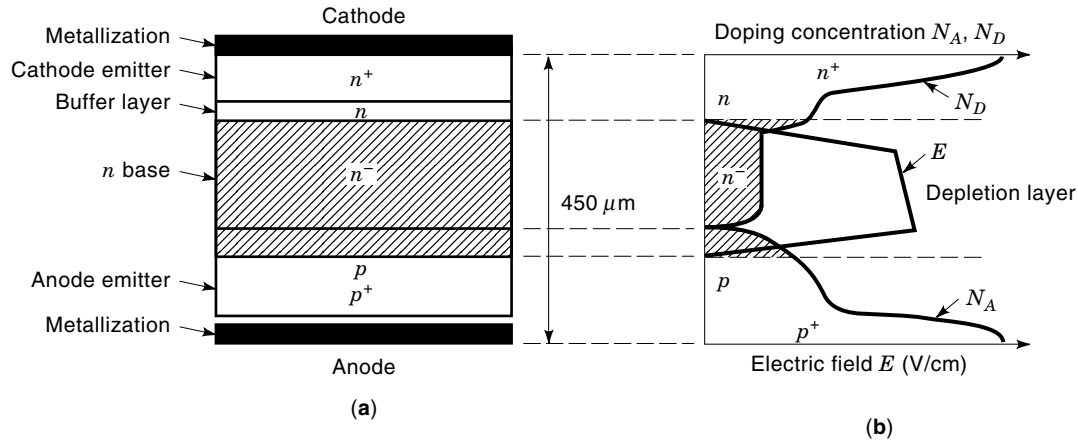 Cathode
Metallization
Cathode emitter
Buffer layer
n base
Anode emitter
Metallization
n⁺
n
n⁻
p
p⁺
Anode
(a)
450 μm
Doping concentration N_A, N_D
n⁺
n
N_D
E
n⁻
Depletion layer
p
N_A
p⁺
Electric field E (V/cm)
(b)